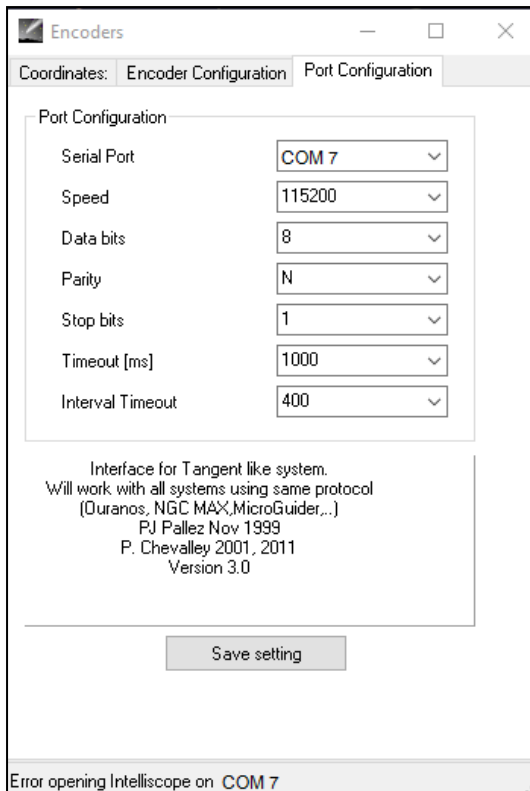 Encoders
Coordinates: Encoder Configuration Port Configuration
Port Configuration
Serial Port COM 7
Speed 115200
Data bits 8
Parity N
Stop bits 1
Timeout [ms] 1000
Interval Timeout 400
Interface for Tangent like system.
Will work with all systems using same protocol
(Ouranos, NGC MAX,MicroGuider,..)
PJ Pallez Nov 1999
P. Chevalley 2001, 2011
Version 3.0
Save setting
Error opening Intelliscope on COM 7